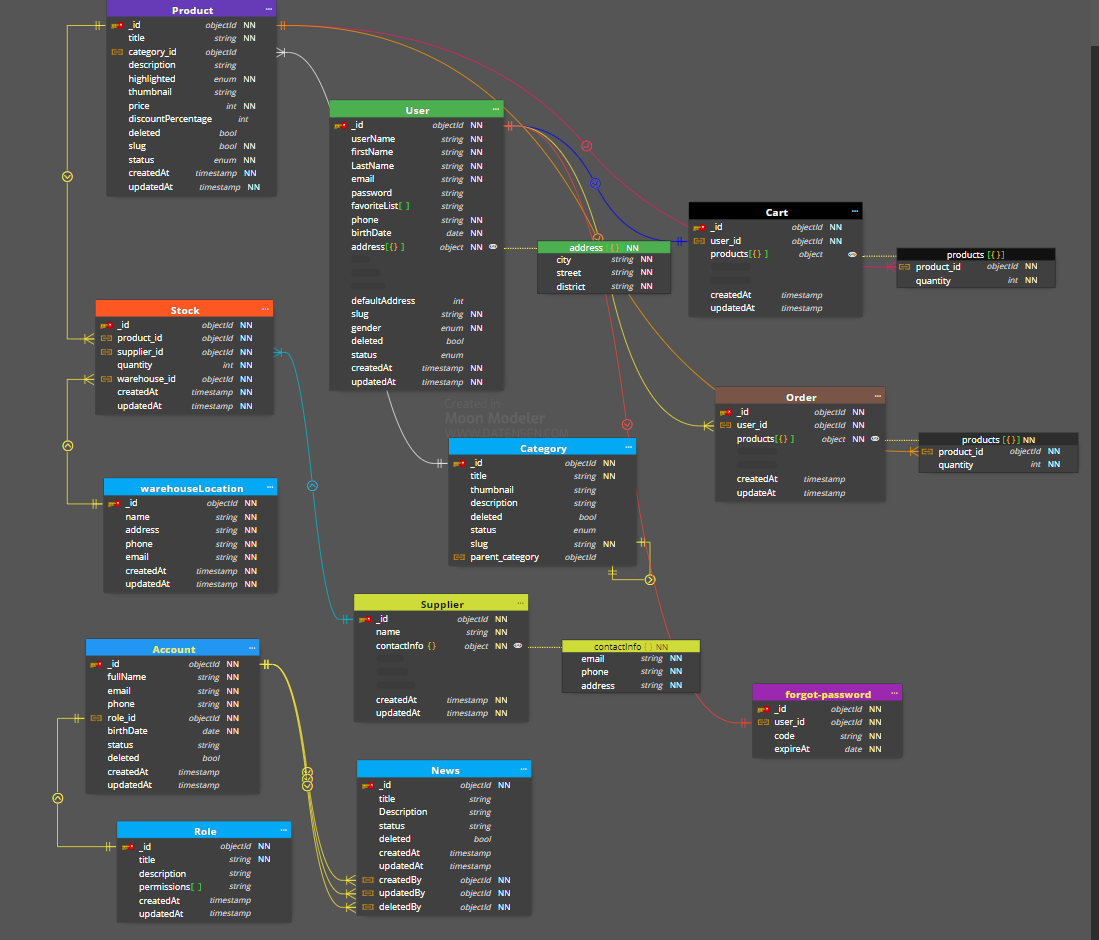 Product ...
_id objectId NN
title string NN
category_id objectId
description string
highlighted enum NN
thumbnail string
price int NN
discountPercentage int
deleted bool
slug bool NN
status enum NN
createdAt timestamp NN
updatedAt timestamp NN
User ...
_id objectId NN
userName string NN
firstName string NN
LastName string NN
email string NN
password string
favoriteList[ ] string
phone string NN
birthDate date NN
address[{} ] object NN
defaultAddress int
slug string NN
gender enum NN
deleted bool
status enum
createdAt timestamp NN
updatedAt timestamp NN
address {} NN
city string NN
street string NN
district string NN
Cart ...
_id objectId NN
user_id objectId NN
products[{} ] object
createdAt timestamp
updatedAt timestamp
products [{}]
product_id objectId NN
quantity int NN
Stock ...
_id objectId NN
product_id objectId NN
supplier_id objectId NN
quantity int NN
warehouse_id objectId NN
createdAt timestamp NN
updatedAt timestamp NN
Created in
Moon Modeler
WWW.DATENSEN.COM
Order ...
_id objectId NN
user_id objectId NN
products[{} ] object NN
createdAt timestamp
updateAt timestamp
products [{}] NN
product_id objectId NN
quantity int NN
Category ...
_id objectId NN
title string NN
thumbnail string
description string
deleted bool
status enum
slug string NN
parent_category objectId
warehouseLocation ...
_id objectId NN
name string NN
address string NN
phone string NN
email string NN
createdAt timestamp NN
updatedAt timestamp NN
Supplier ...
_id objectId NN
name string NN
contactInfo {} object NN
createdAt timestamp NN
updatedAt timestamp NN
contactInfo {} NN
email string NN
phone string NN
address string NN
Account ...
_id objectId NN
fullName string NN
email string NN
phone string NN
role_id objectId NN
birthDate date NN
status string
deleted bool
createdAt timestamp
updatedAt timestamp
forgot-password ...
_id objectId NN
user_id objectId NN
code string NN
expireAt date NN
News ...
_id objectId NN
title string
Description string
status string
deleted bool
createdAt timestamp
updatedAt timestamp
createdBy objectId NN
updatedBy objectId NN
deletedBy objectId NN
Role ...
_id objectId NN
title string NN
description string
permissions[ ] string
createdAt timestamp
updatedAt timestamp